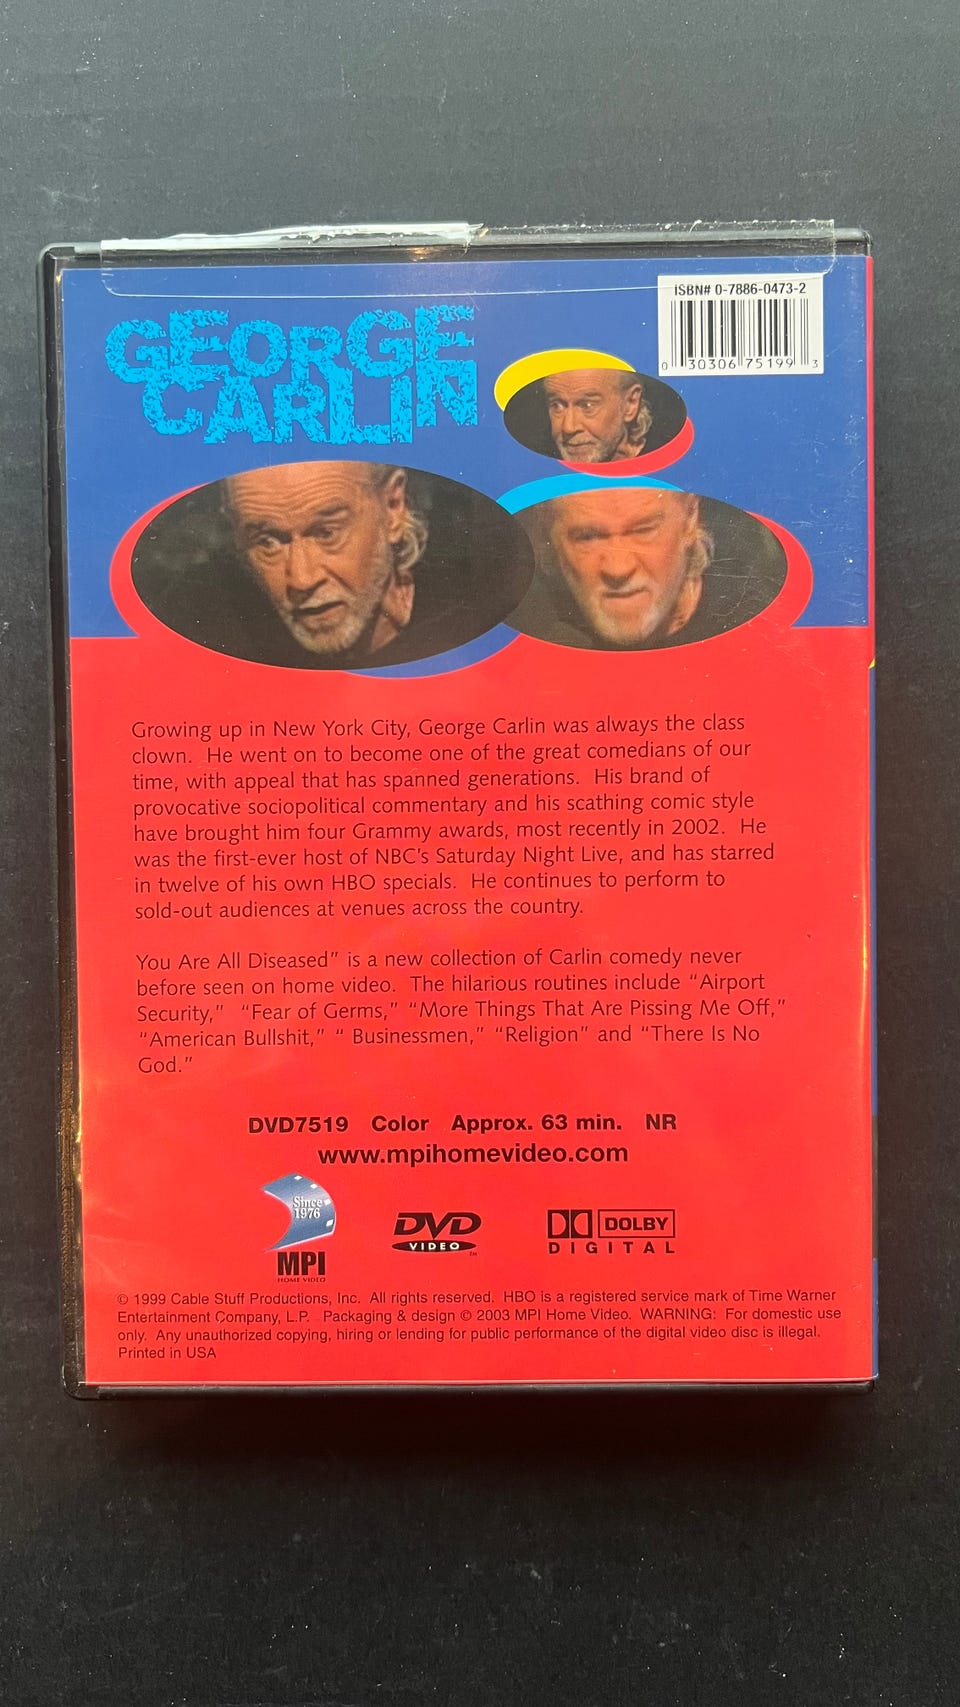 ISBN# 0-7886-0473-2
0 30306 75199 3
GEORGE
CARLIN
Growing up in New York City, George Carlin was always the class
clown. He went on to become one of the great comedians of our
time, with appeal that has spanned generations. His brand of
provocative sociopolitical commentary and his scathing comic style
have brought him four Grammy awards, most recently in 2002. He
was the first-ever host of NBC's Saturday Night Live, and has starred
in twelve of his own HBO specials. He continues to perform to
sold-out audiences at venues across the country.
You Are All Diseased” is a new collection of Carlin comedy never
before seen on home video. The hilarious routines include “Airport
Security,” “Fear of Germs,” “More Things That Are Pissing Me Off,”
“American Bullshit,” “ Businessmen,” “Religion” and “There Is No
God.”
DVD7519 Color Approx. 63 min. NR
www.mpihomevideo.com
Since
1976
MPI
HOME VIDEO
DVD
VIDEO
TM
DOLBY
DIGITAL
© 1999 Cable Stuff Productions, Inc. All rights reserved. HBO is a registered service mark of Time Warner
Entertainment Company, L.P. Packaging & design © 2003 MPI Home Video. WARNING: For domestic use
only. Any unauthorized copying, hiring or lending for public performance of the digital video disc is illegal.
Printed in USA